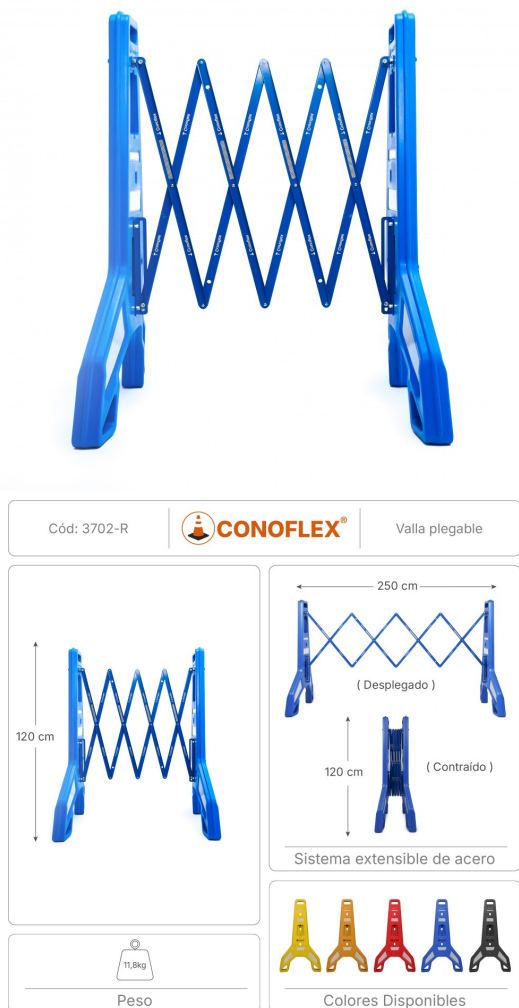 Cód: 3702-R
CONOFLEX®
Valla plegable
250 cm
( Desplegado )
120 cm
120 cm
( Contraído )
Sistema extensible de acero
11,8kg
Peso
Colores Disponibles